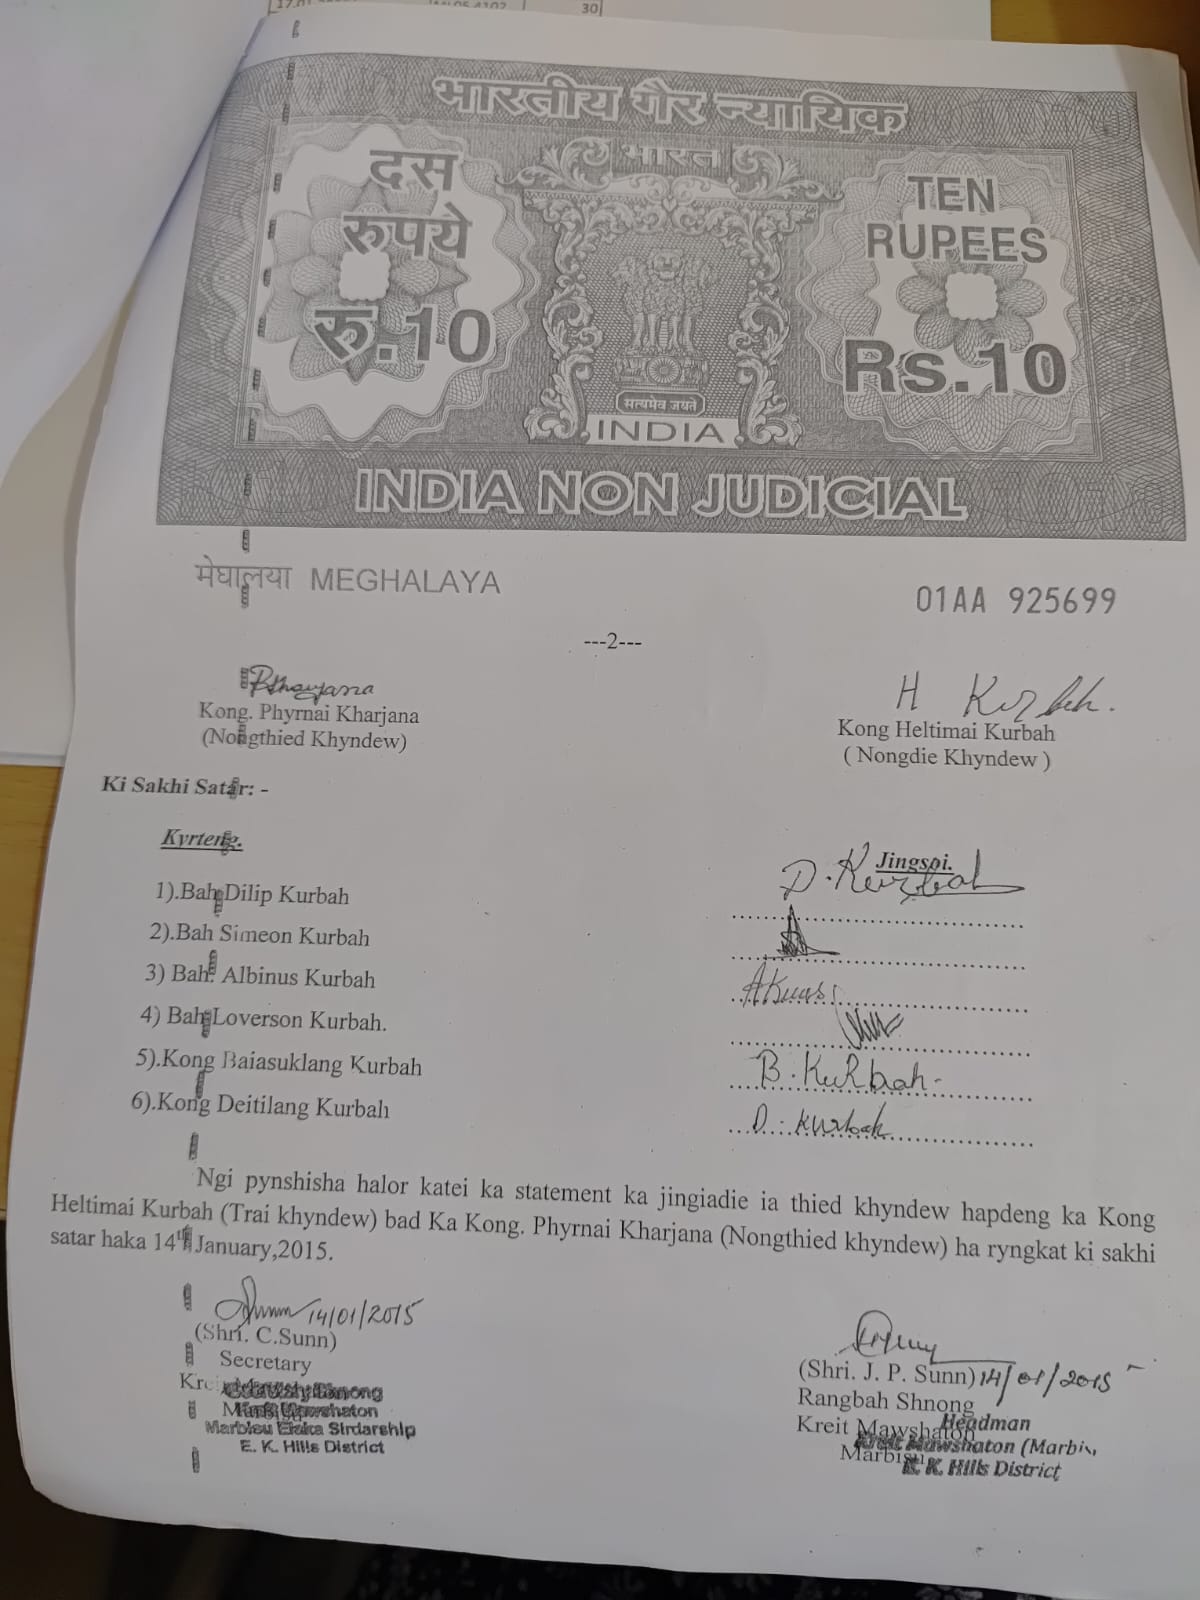 30
भारतीय गैर न्यायिक
भारत
दस
रुपये
रु.10
TEN
RUPEES
Rs.10
सत्यमेव जयते
INDIA
INDIA NON JUDICIAL
मेघालया MEGHALAYA
01AA 925699
---2---
H Kurbah.
Kong. Phyrnai Kharjana
(Nongthied Khyndew)
Kong Heltimai Kurbah
( Nongdie Khyndew )
Ki Sakhi Satar: -
Kyrteng.
Jingsoi.
1).Bah Dilip Kurbah
D. Kurbah
2).Bah Simeon Kurbah
3) Bah. Albinus Kurbah
4) Bah Loverson Kurbah.
5).Kong Baiasuklang Kurbah
B. KuRbah
6).Kong Deitilang Kurbah
D. Kurbah
Ngi pynshisha halor katei ka statement ka jingiadie ia thied khyndew hapdeng ka Kong
Heltimai Kurbah (Trai khyndew) bad Ka Kong. Phyrnai Kharjana (Nongthied khyndew) ha ryngkat ki sakhi
satar haka 14th January,2015.
14/01/2015
(Shri. C.Sunn)
Secretary
Marbisu Elaka Sirdarship
E. K. Hills District
(Shri. J. P. Sunn) 14/01/2015
Rangbah Shnong
Kreit Mawshaton
Headman
Kreit Mawshaton
Marbisu
E. K. Hills District